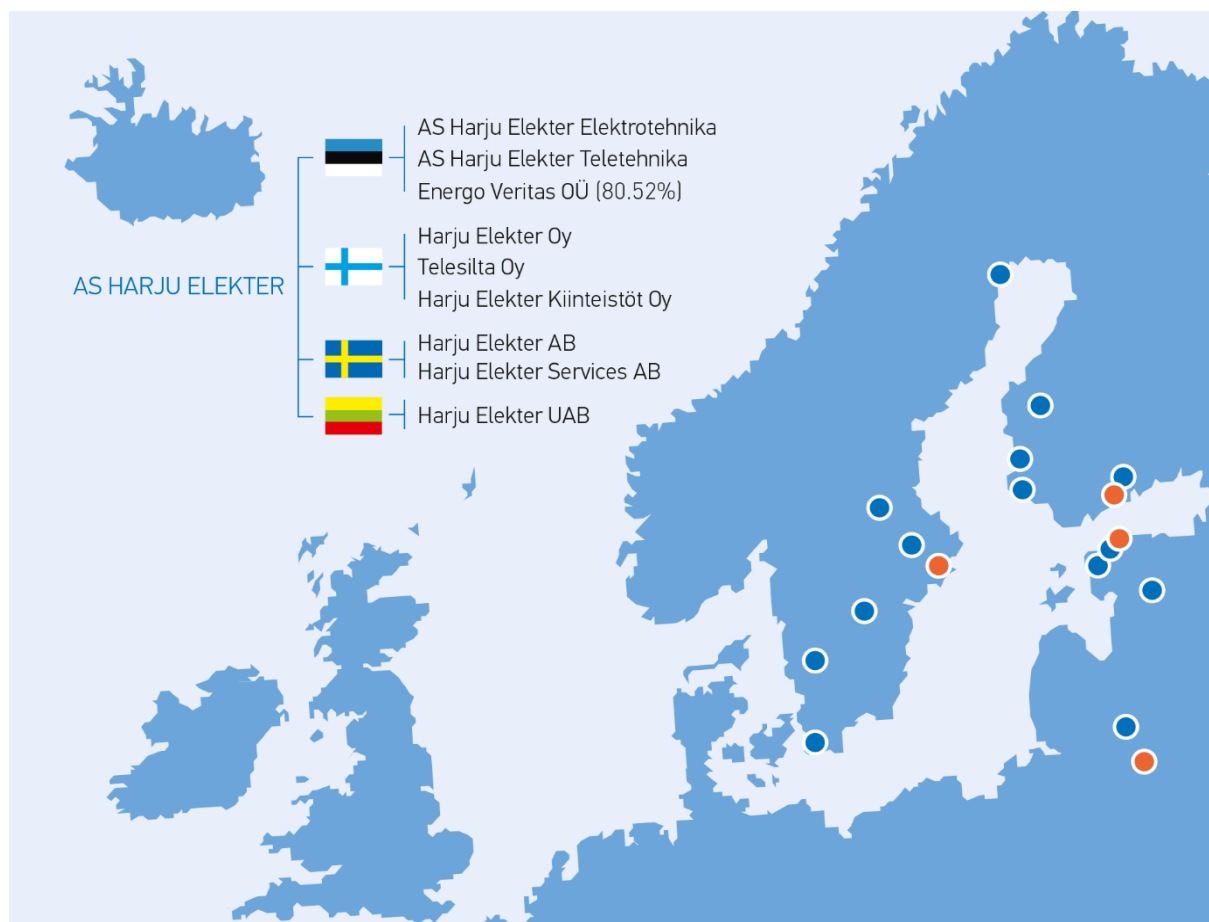 AS HARJU ELEKTER
AS Harju Elekter Elektrotehnika
AS Harju Elekter Teletehnika
Energo Veritas OÜ (80.52%)
Harju Elekter Oy
Telesilta Oy
Harju Elekter Kiinteistöt Oy
Harju Elekter AB
Harju Elekter Services AB
Harju Elekter UAB